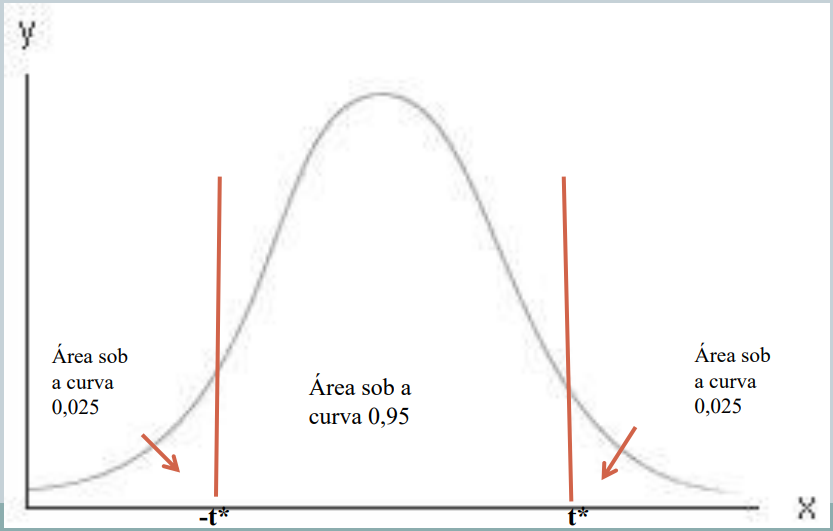 y
Área sob
a curva
0,025
Área sob a
curva 0,95
Área sob
a curva
0,025
-t*
t*
x